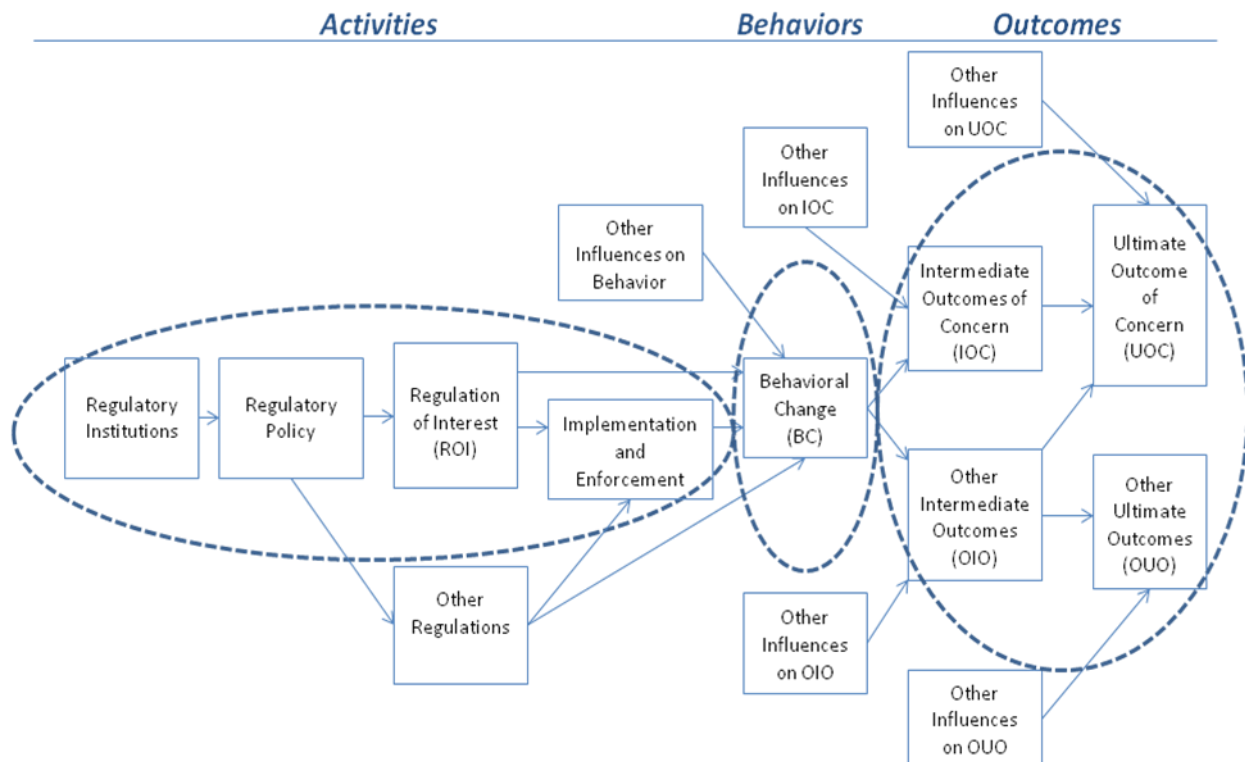 Activities
Behaviors
Outcomes
Other
Influences
on UOC
Other
Influences
on IOC
Other
Influences on
Behavior
Intermediate
Outcomes of
Concern
(IOC)
Ultimate
Outcome
of
Concern
(UOC)
Regulatory
Institutions
Regulatory
Policy
Regulation
of Interest
(ROI)
Implementation
and
Enforcement
Behavioral
Change
(BC)
Other
Intermediate
Outcomes
(OIO)
Other
Ultimate
Outcomes
(OUO)
Other
Regulations
Other
Influences
on OIO
Other
Influences
on OUO